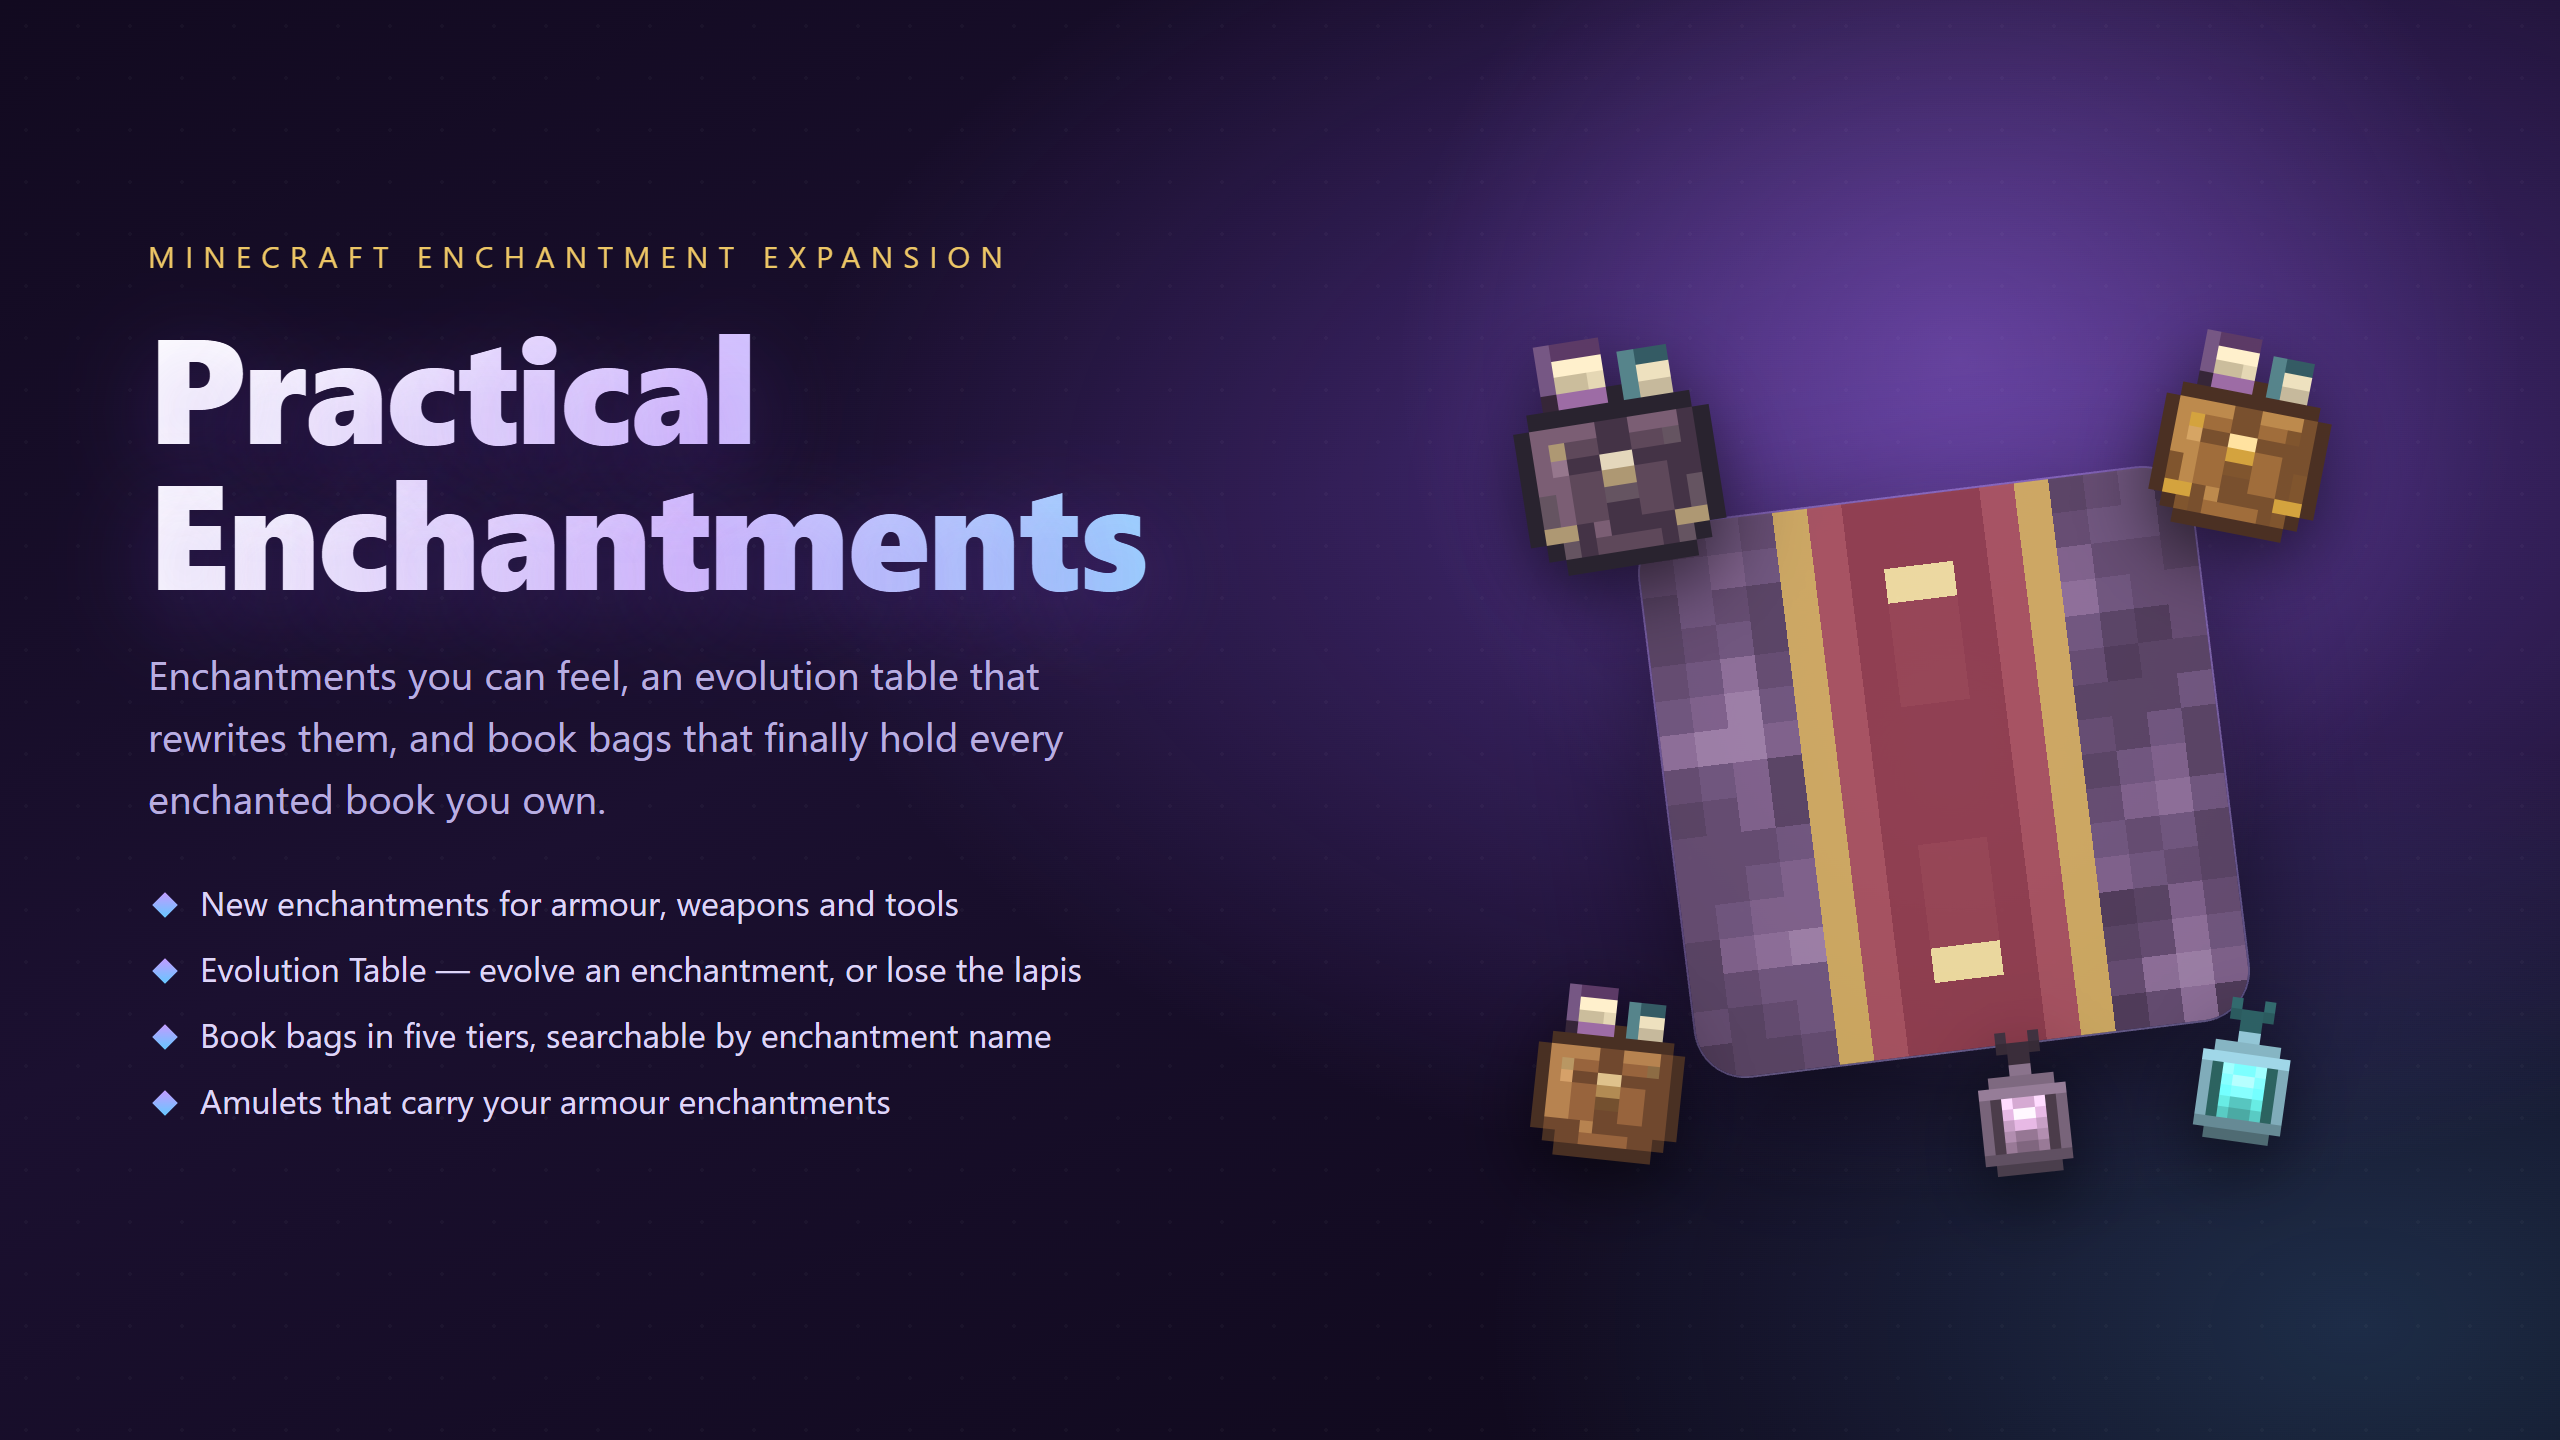 MINECRAFT ENCHANTMENT EXPANSION
Practical
Enchantments
Enchantments you can feel, an evolution table that
rewrites them, and book bags that finally hold every
enchanted book you own.
New enchantments for armour, weapons and tools
Evolution Table — evolve an enchantment, or lose the lapis
Book bags in five tiers, searchable by enchantment name
Amulets that carry your armour enchantments